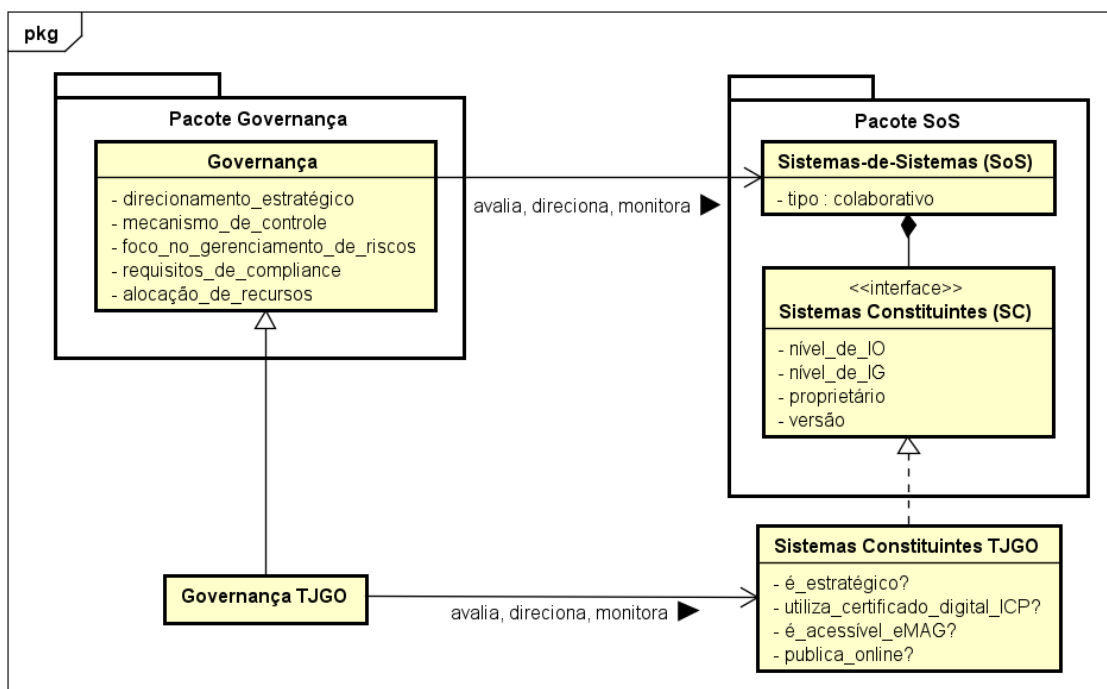 pkg
Pacote Governança
Governança
- direcionamento_estratégico
- mecanismo_de_controle
- foco_no_gerenciamento_de_riscos
- requisitos_de_compliance
- alocação_de_recursos
avalia, direciona, monitora
Pacote SoS
Sistemas-de-Sistemas (SoS)
- tipo : colaborativo
<<interface>>
Sistemas Constituintes (SC)
- nível_de_IO
- nível_de_IG
- proprietário
- versão
Governança TJGO
avalia, direciona, monitora
Sistemas Constituintes TJGO
- é_estratégico?
- utiliza_certificado_digital_ICP?
- é_acessível_eMAG?
- publica_online?